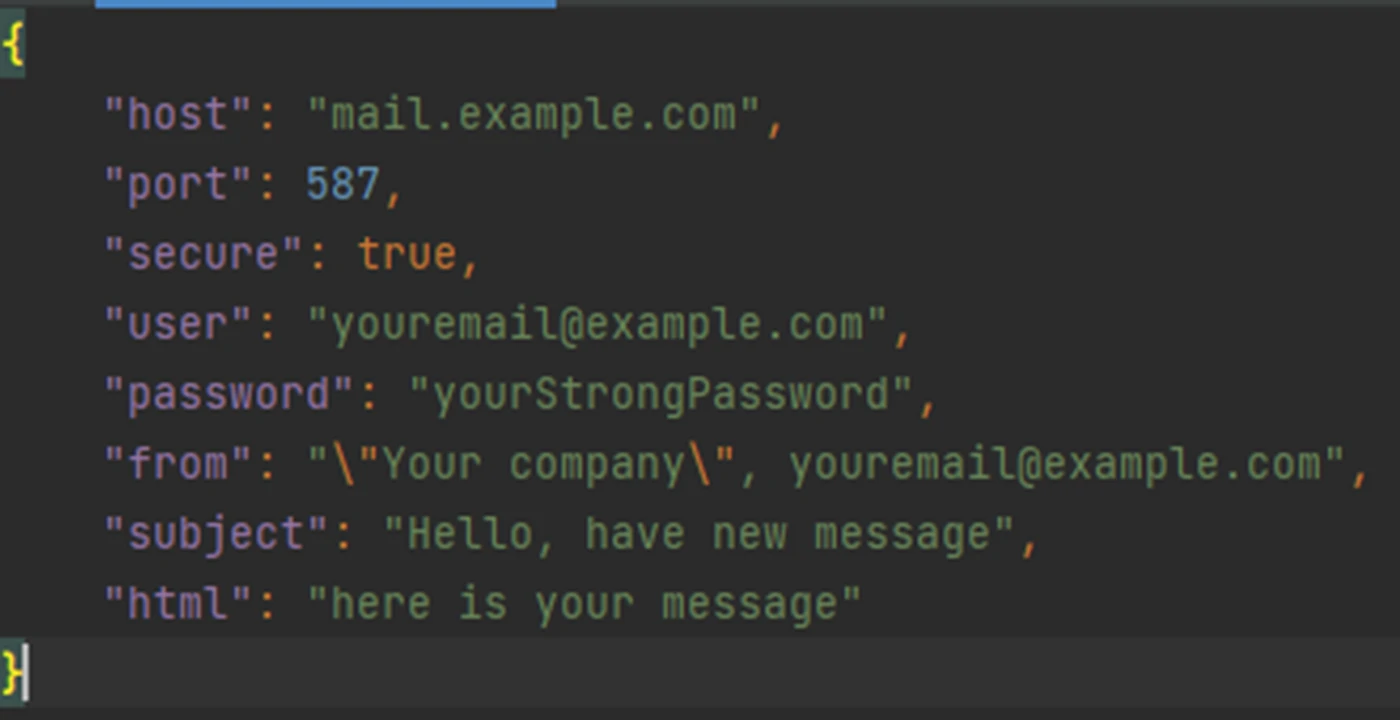 {
"host": "mail.example.com",
"port": 587,
"secure": true,
"user": "youremail@example.com",
"password": "yourStrongPassword",
"from": "\"Your company\", youremail@example.com",
"subject": "Hello, have new message",
"html": "here is your message"
}